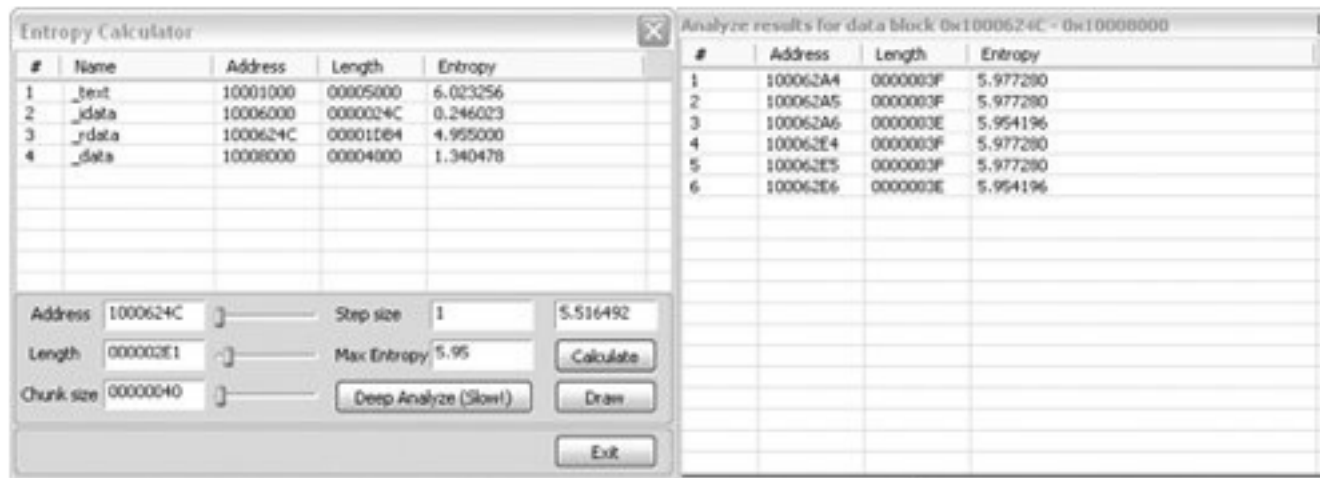 Entropy Calculator
# Name Address Length Entropy
1 _text 10001000 00005000 6.023256
2 _idata 10006000 0000024C 0.246023
3 _rdata 1000624C 00001DB4 4.955000
4 _data 10008000 00004000 1.340478
Address 1000624C Step size 1 5.516492
Length 000002E1 Max Entropy 5.95 Calculate
Chunk size 00000040 Deep Analyze (Slow!) Draw
Exit
Analyze results for data block 0x1000624C - 0x10008000
# Address Length Entropy
1 100062A4 0000003F 5.977280
2 100062A5 0000003F 5.977280
3 100062A6 0000003E 5.954196
4 100062E4 0000003F 5.977280
5 100062E5 0000003F 5.977280
6 100062E6 0000003E 5.954196